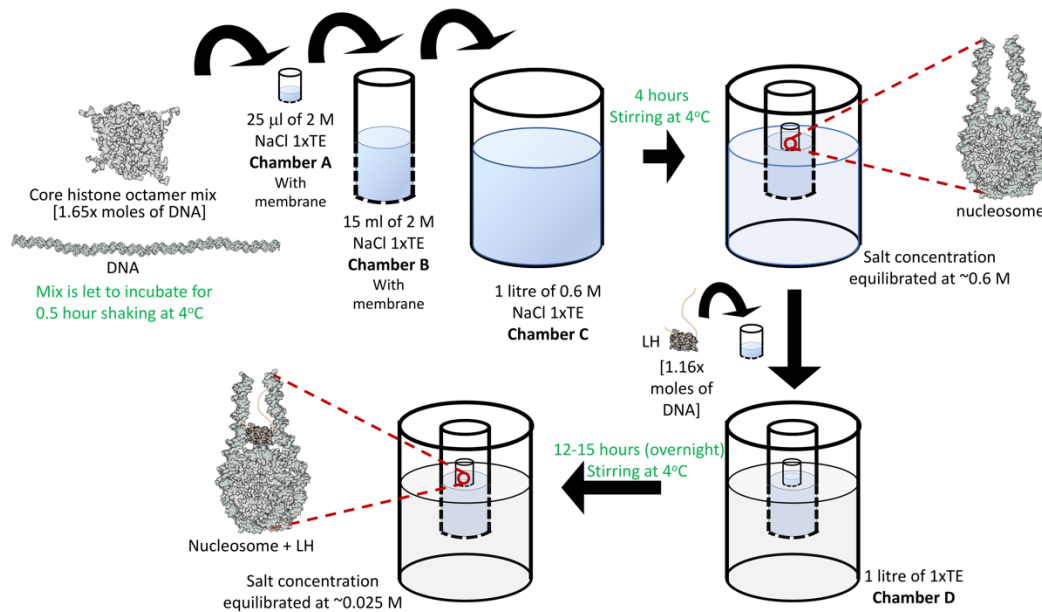 Core histone octamer mix
[1.65x moles of DNA]
DNA
Mix is let to incubate for
0.5 hour shaking at 4ºC
25 µl of 2 M
NaCl 1xTE
Chamber A
With
membrane
15 ml of 2 M
NaCl 1xTE
Chamber B
With
membrane
1 litre of 0.6 M
NaCl 1xTE
Chamber C
4 hours
Stirring at 4ºC
nucleosome
Salt concentration
equilibrated at ~0.6 M
LH
[1.16x
moles of
DNA]
1 litre of 1xTE
Chamber D
12-15 hours (overnight)
Stirring at 4ºC
Nucleosome + LH
Salt concentration
equilibrated at ~0.025 M